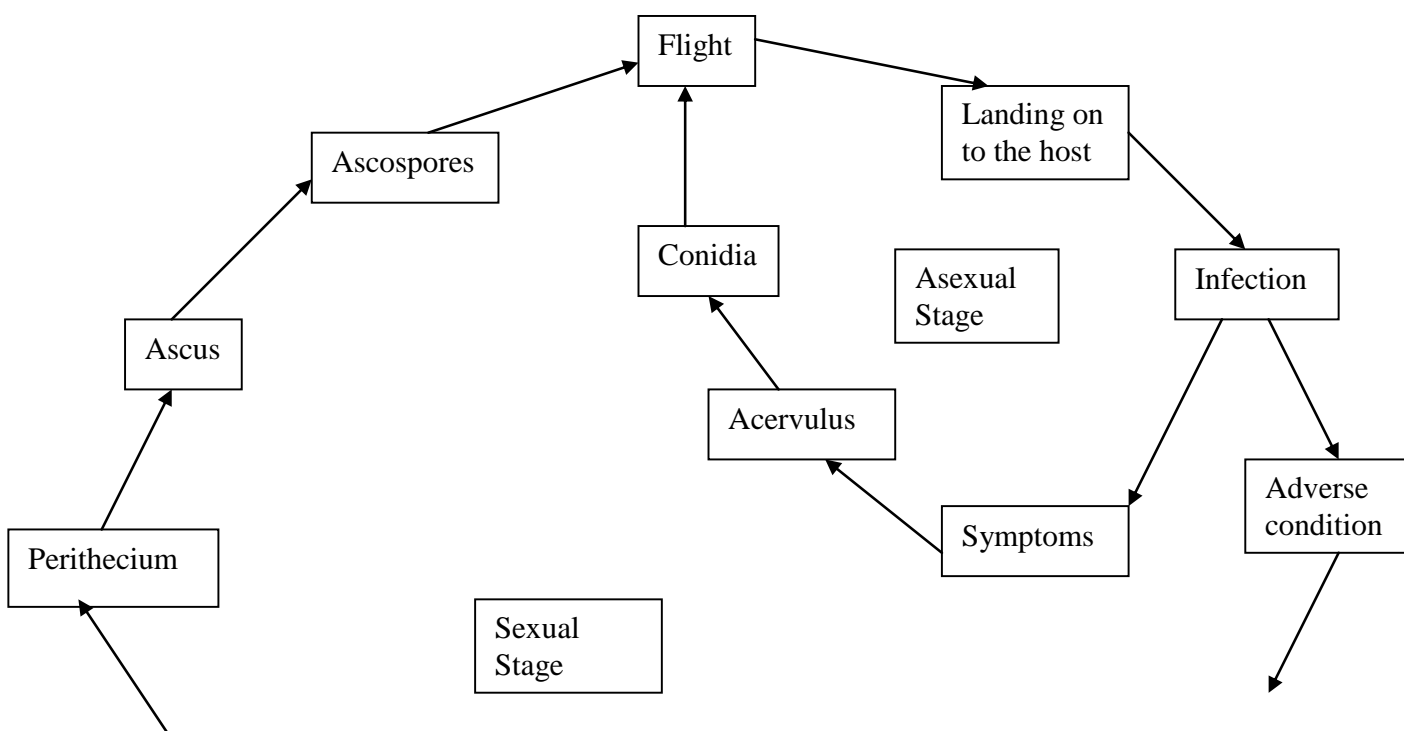 Flight
Landing on
to the host
Ascospores
Conidia
Asexual
Stage
Infection
Ascus
Acervulus
Adverse
condition
Symptoms
Perithecium
Sexual
Stage